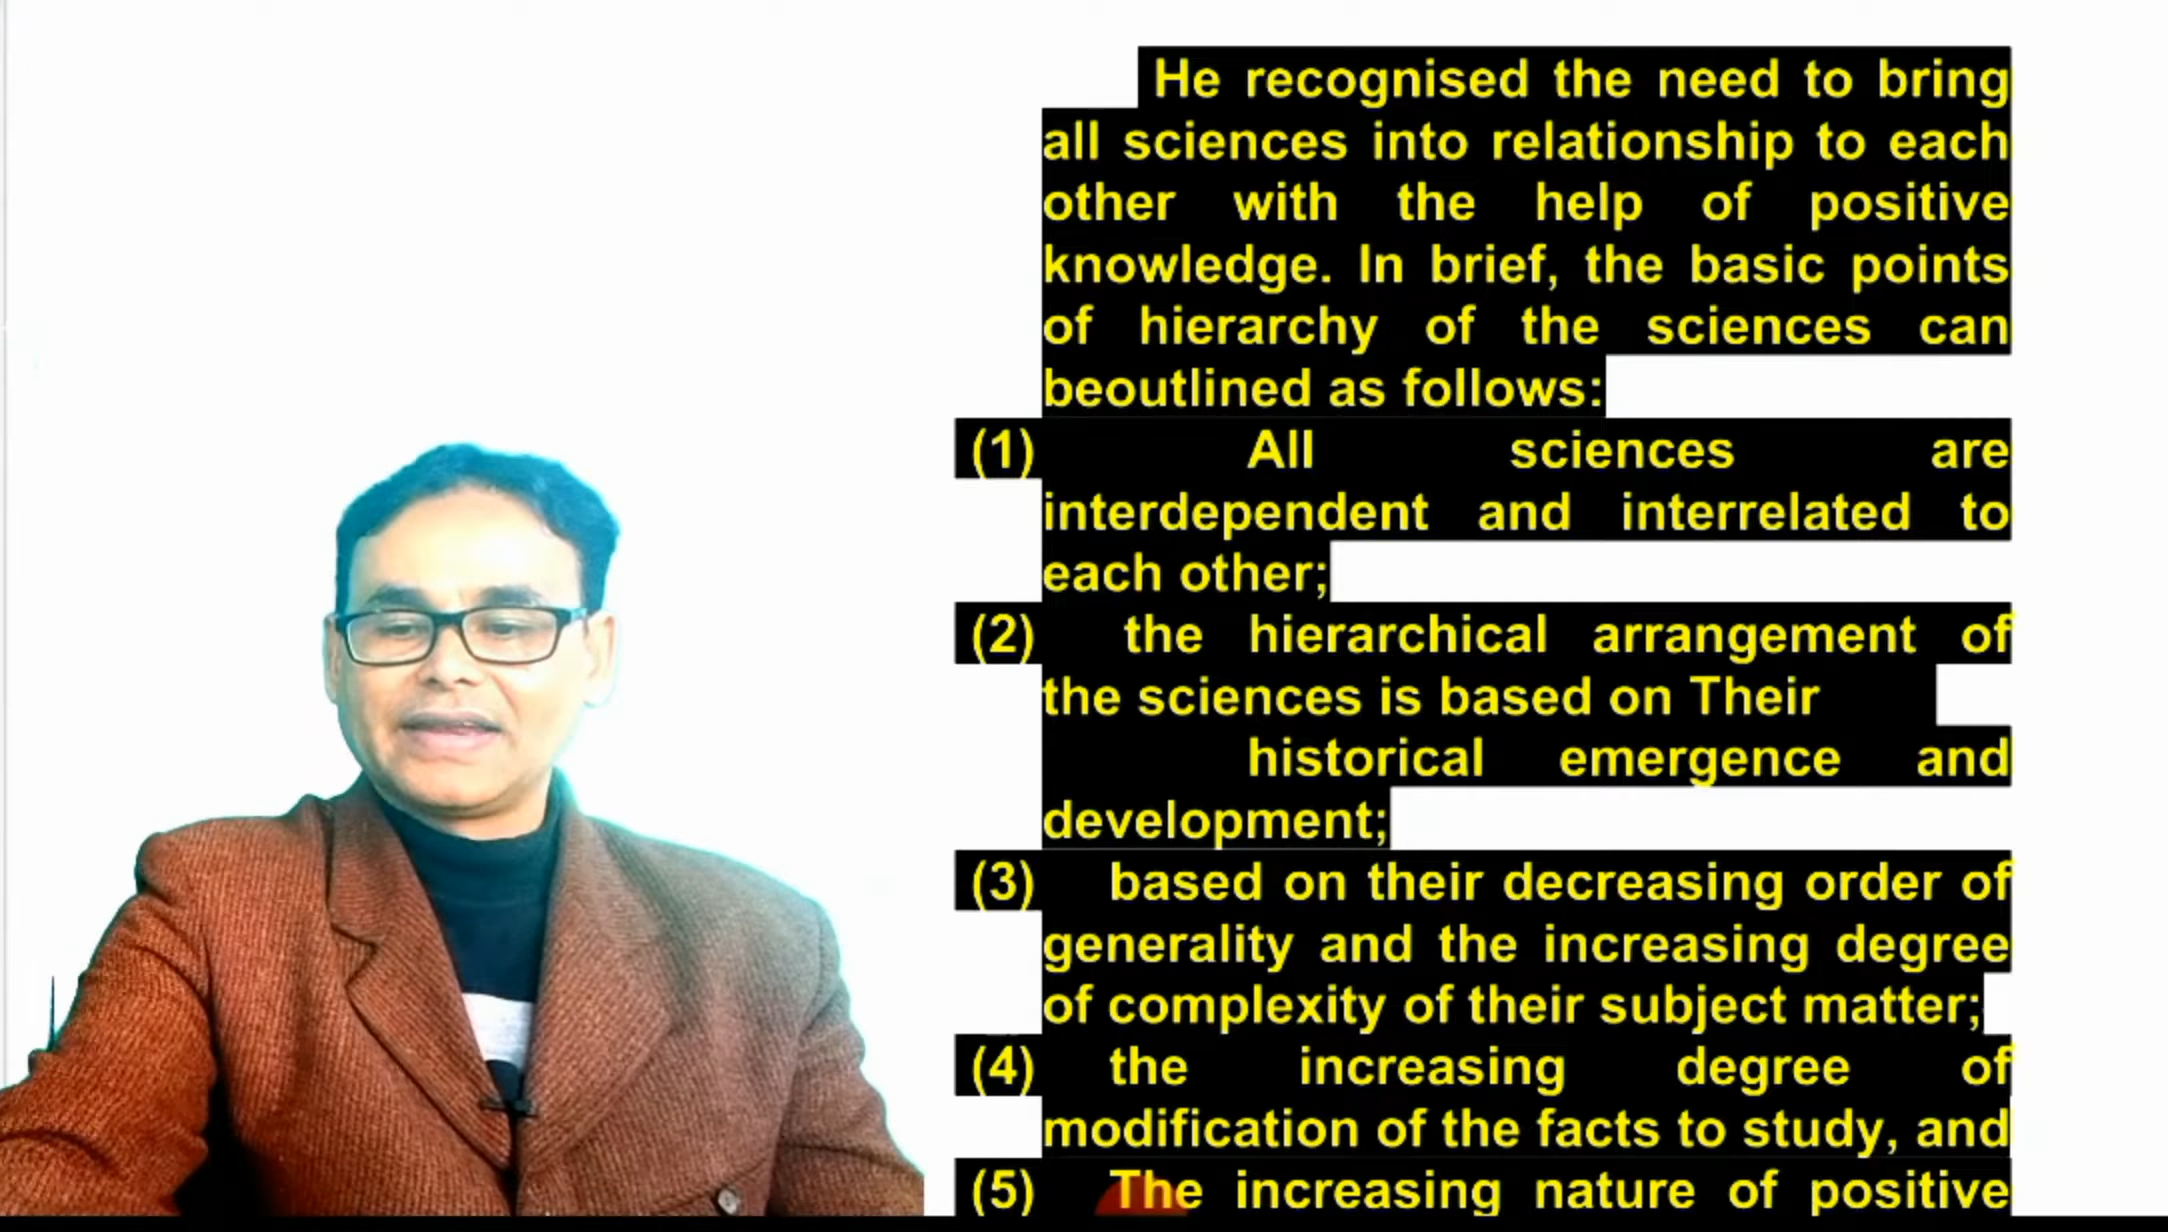 He recognised the need to bring
all sciences into relationship to each
other with the help of positive
knowledge. In brief, the basic points
of hierarchy of the sciences can
beoutlined as follows:
(1) All sciences are
interdependent and interrelated to
each other;
(2) the hierarchical arrangement of
the sciences is based on Their
historical emergence and
development;
(3) based on their decreasing order of
generality and the increasing degree
of complexity of their subject matter;
(4) the increasing degree of
modification of the facts to study, and
(5) The increasing nature of positive